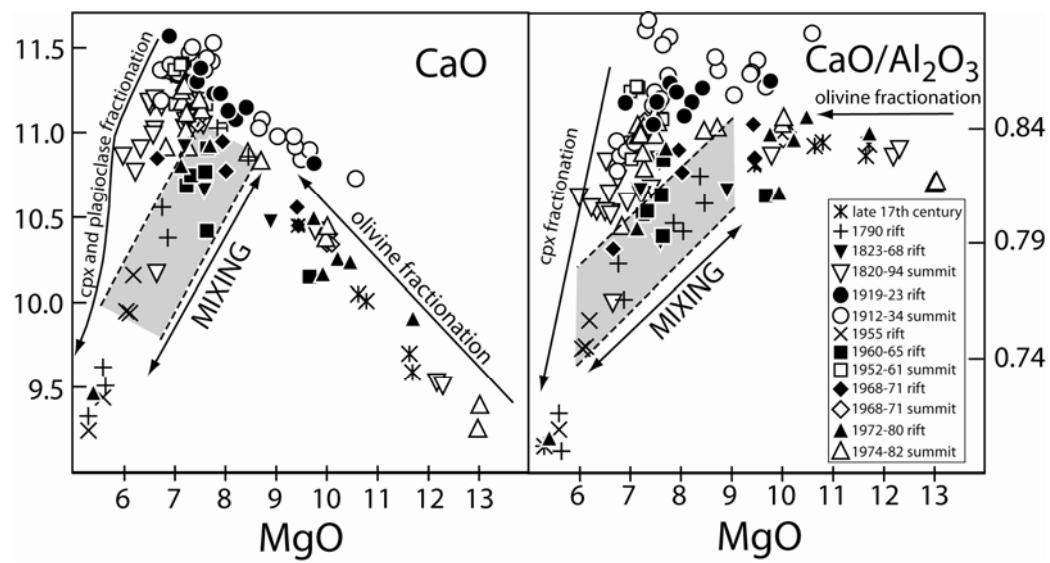 CaO
11.5
11.0
10.5
10.0
9.5
cpx and plagioclase fractionation
MIXING
olivine fractionation
6 7 8 9 10 11 12 13
MgO
CaO/Al₂O₃
olivine fractionation
cpx fractionation
MIXING
0.84
0.79
0.74
late 17th century
1790 rift
1823-68 rift
1820-94 summit
1919-23 rift
1912-34 summit
1955 rift
1960-65 rift
1952-61 summit
1968-71 rift
1968-71 summit
1972-80 rift
1974-82 summit
6 7 8 9 10 11 12 13
MgO